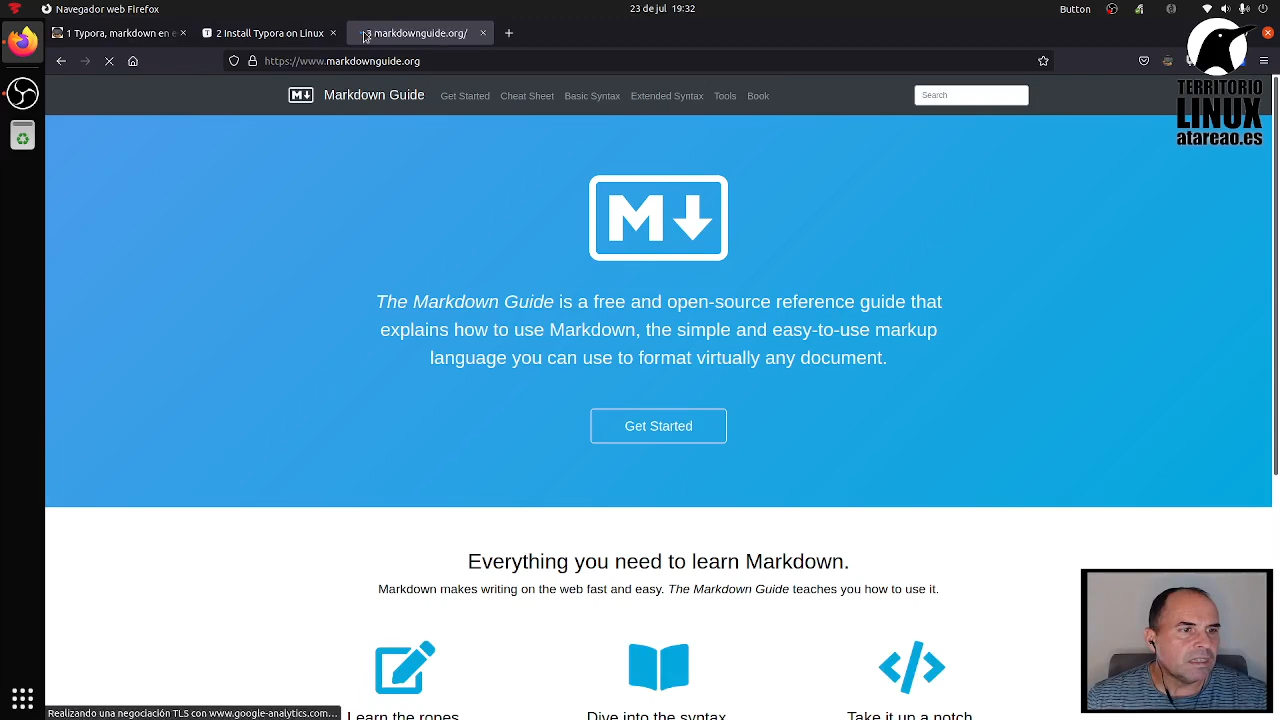 Navegador web Firefox
23 de jul 19:32
Button
1 Typora, markdown en e
2 Install Typora on Linux
3 markdownguide.org/
https://www.markdownguide.org
Markdown Guide
Get Started
Cheat Sheet
Basic Syntax
Extended Syntax
Tools
Book
Search
TERRITORIO
LINUX
atareao.es
M
The Markdown Guide is a free and open-source reference guide that
explains how to use Markdown, the simple and easy-to-use markup
language you can use to format virtually any document.
Get Started
Everything you need to learn Markdown.
Markdown makes writing on the web fast and easy. The Markdown Guide teaches you how to use it.
Learn the ropes
Dive into the syntax
Take it up a notch
Realizando una negociación TLS con www.google-analytics.com…